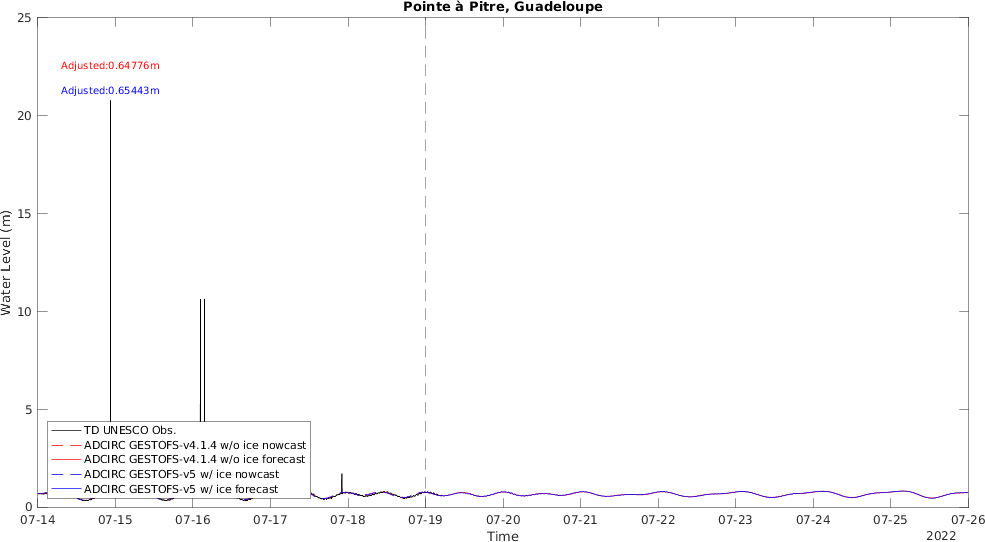 Pointe à Pitre, Guadeloupe
25
20
15
10
5
0
Water Level (m)
Adjusted:0.64776m
Adjusted:0.65443m
TD UNESCO Obs.
ADCIRC GESTOFS-v4.1.4 w/o ice nowcast
ADCIRC GESTOFS-v4.1.4 w/o ice forecast
ADCIRC GESTOFS-v5 w/ ice nowcast
ADCIRC GESTOFS-v5 w/ ice forecast
07-14 07-15 07-16 07-17 07-18 07-19 07-20 07-21 07-22 07-23 07-24 07-25 07-26
Time
2022